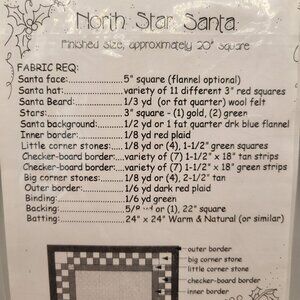 North Star Santa
Finished Size, approximately 20" square
FABRIC REQ:
Santa face:..............5" square (flannel optional)
Santa hat:..............variety of 11 different 3" red squares
Santa Beard:..............1/3 yd (or fat quarter) wool felt
Stars:..............3" square - (1) gold, (2) green
Santa background:..............1/2 yd or 1 fat quarter drk blue flannel
Inner border:..............1/8 yd red plaid
Little corner stones:..............1/8 yd or (4), 1-1/2" green squares
Checker-board border:..............variety of (7) 1-1/2" x 18" tan strips
Checker-board border:..............variety of (7) 1-1/2" x 18" green strips
Big corner stones:..............1/8 yd or (4), 2-1/2" tan
Outer border:..............1/6 yd dark red plaid
Binding:..............1/6 yd green
Backing:..............5/8 yd or (1), 22" square
Batting:..............24" x 24" Warm & Natural (or similar)
outer border
big corner stone
little corner stone
checker-board border
inner border